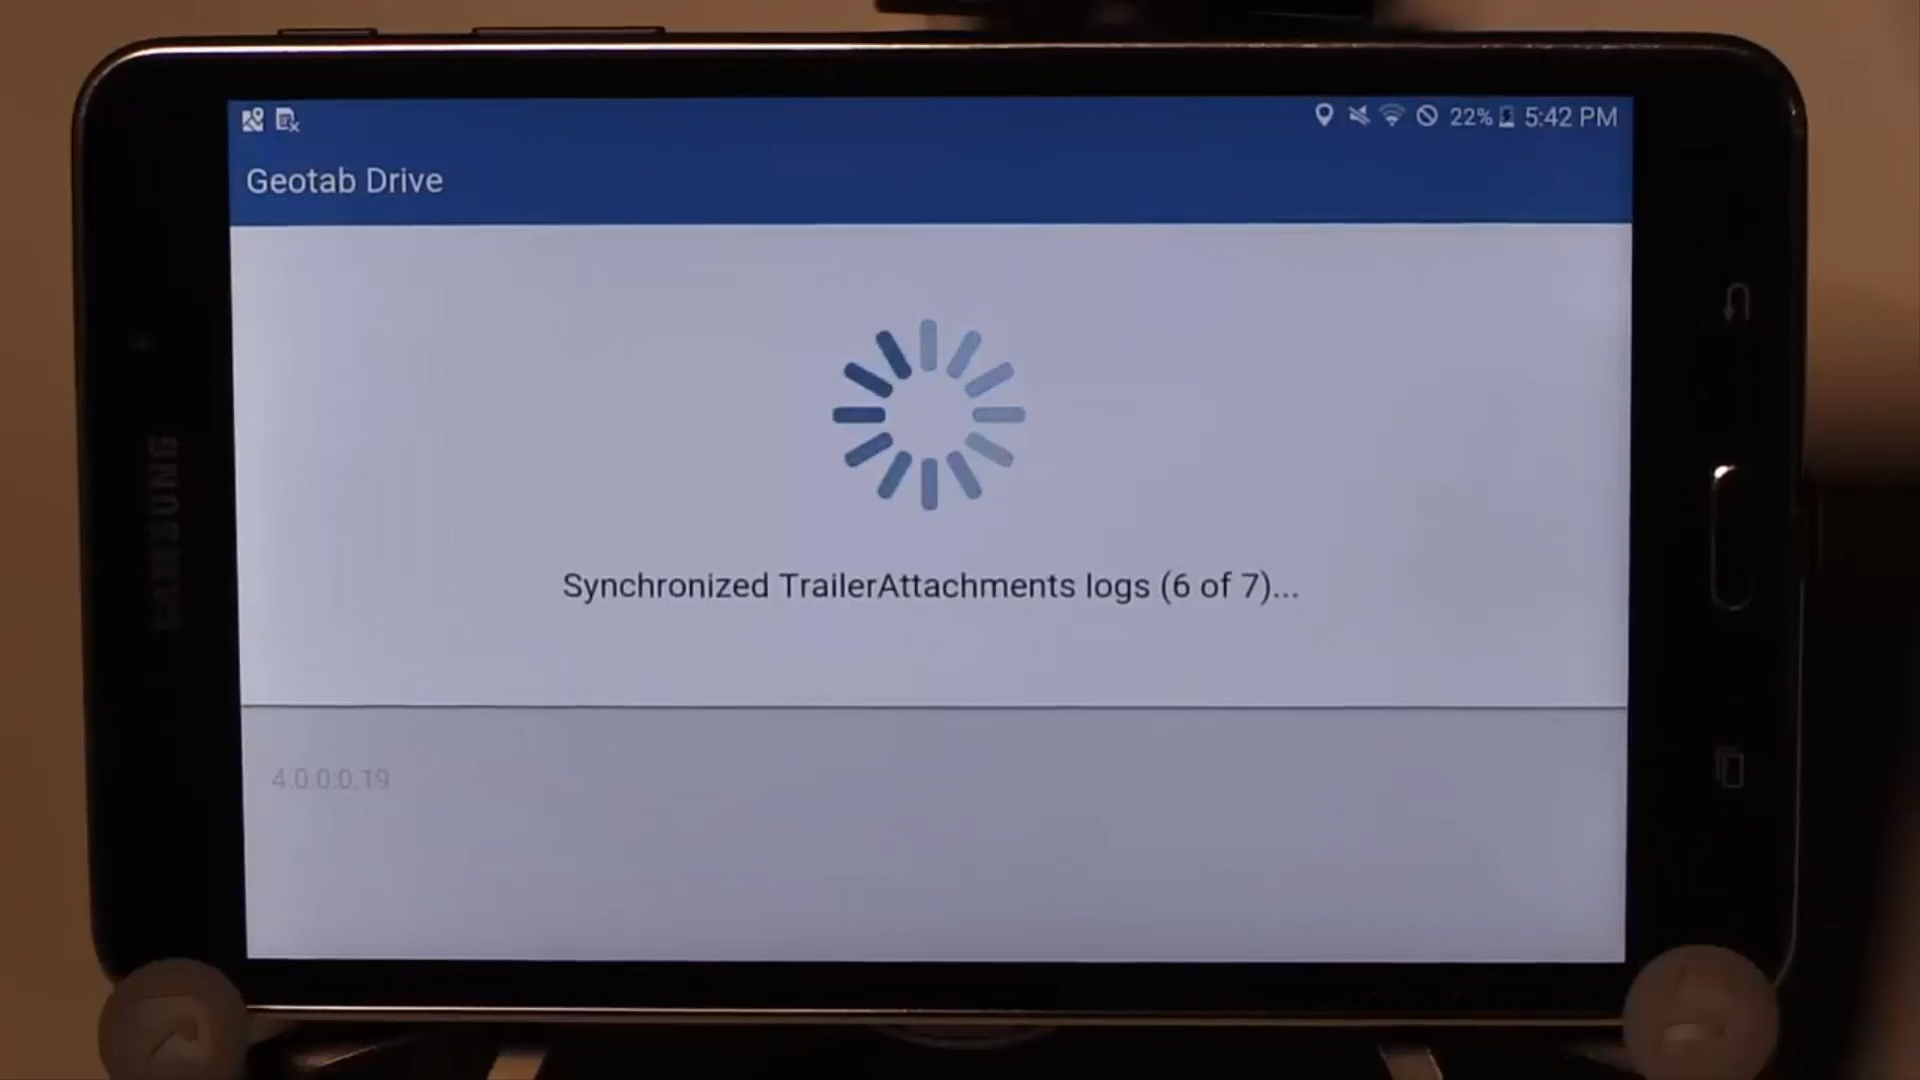 22% 5:42 PM
Geotab Drive
SAMSUNG
Synchronized TrailerAttachments logs (6 of 7)...
4.0.0.0.19